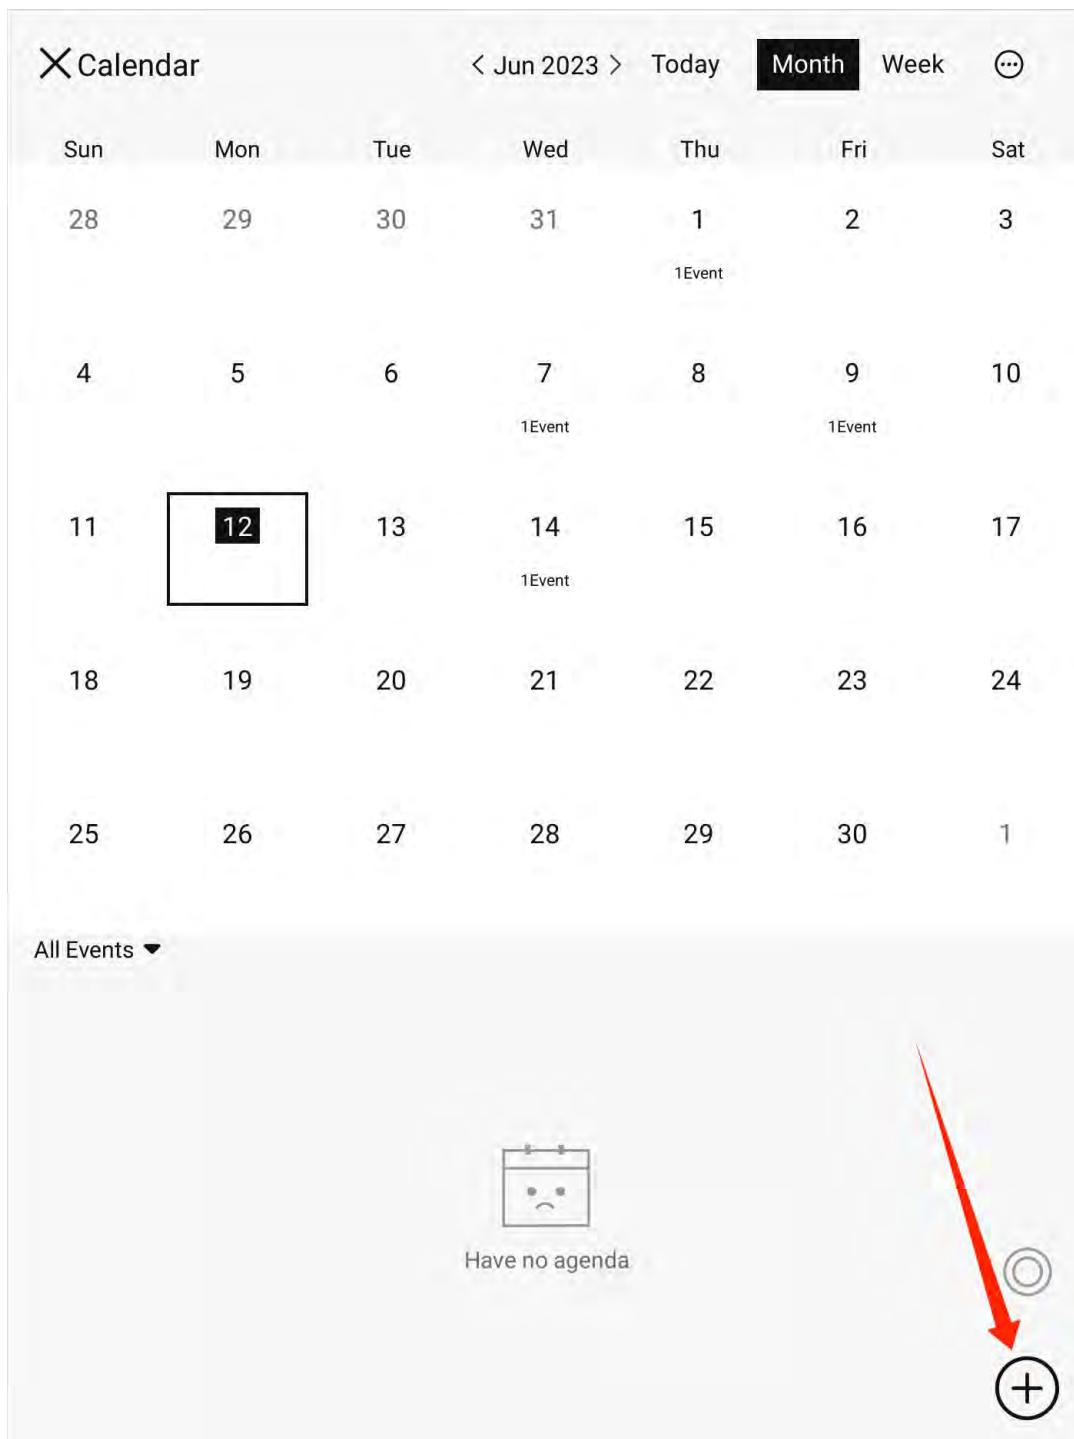 Calendar < Jun 2023 > Today Month Week
Sun Mon Tue Wed Thu Fri Sat
28 29 30 31 1 2 3
1Event
4 5 6 7 8 9 10
1Event 1Event
11 12 13 14 15 16 17
1Event
18 19 20 21 22 23 24
25 26 27 28 29 30 1
All Events
Have no agenda